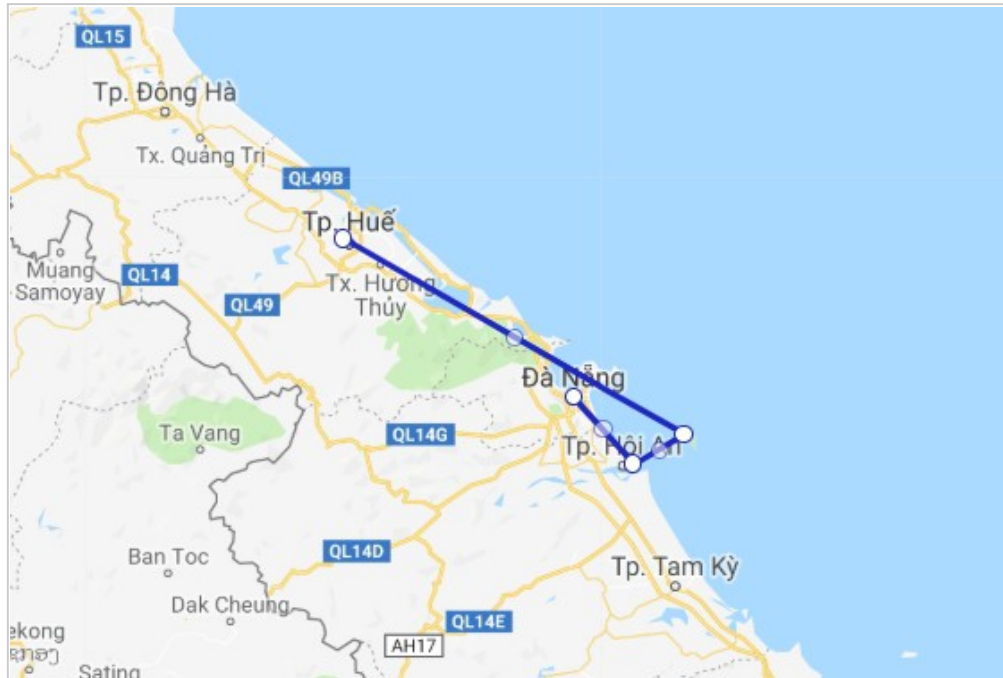 QL15
Tp. Đông Hà
Tx. Quảng Trị
QL49B
Tp. Huế
Muang
Samoyay
QL14
Tx. Hương
Thủy
QL49
Đà Nẵng
Ta Vang
QL14G
Tp. Hội An
QL14D
Ban Toc
Tp. Tam Kỳ
Dak Cheung
QL14E
ekong
AH17
Sating